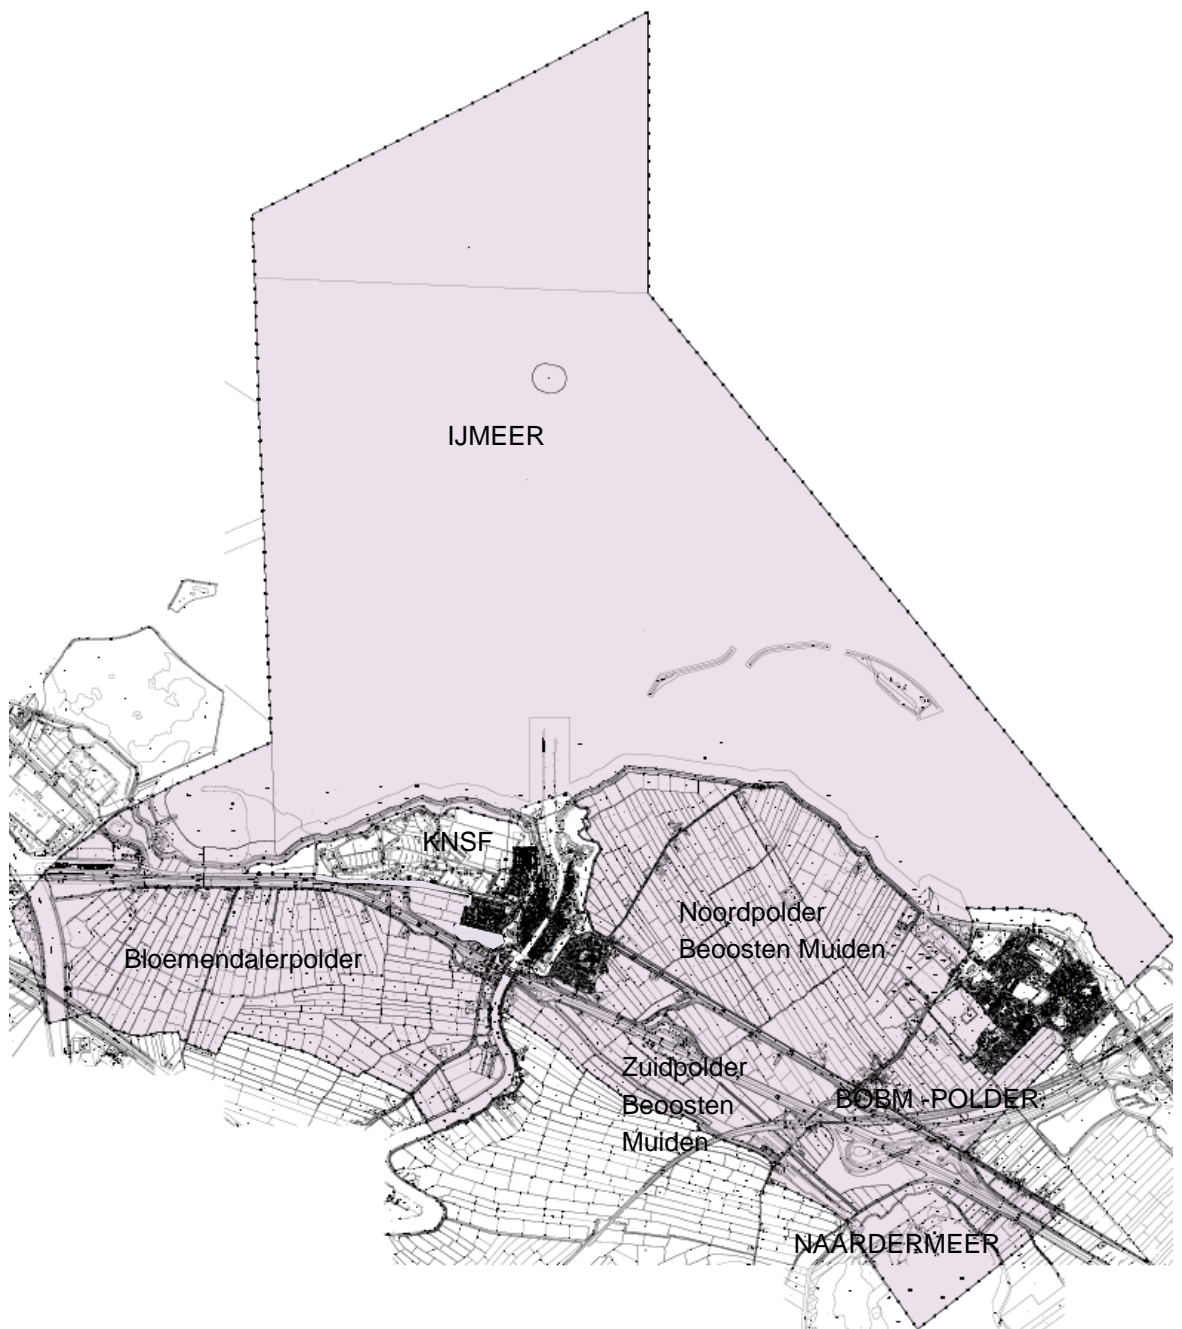 IJMEER
KNSF
Noordpolder
Beoosten Muiden
Bloemendalerpolder
Zuidpolder
Beoosten
Muiden
BOBM -POLDER
NAARDERMEER